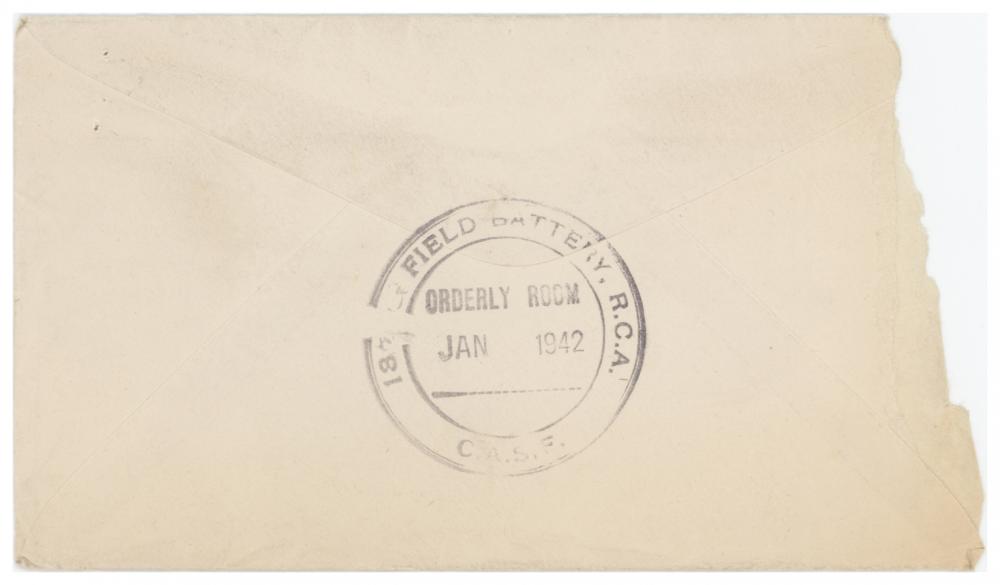 FIELD BATTERY, R.C.A.
ORDERLY ROOM
JAN 1942
C.A.S.F.